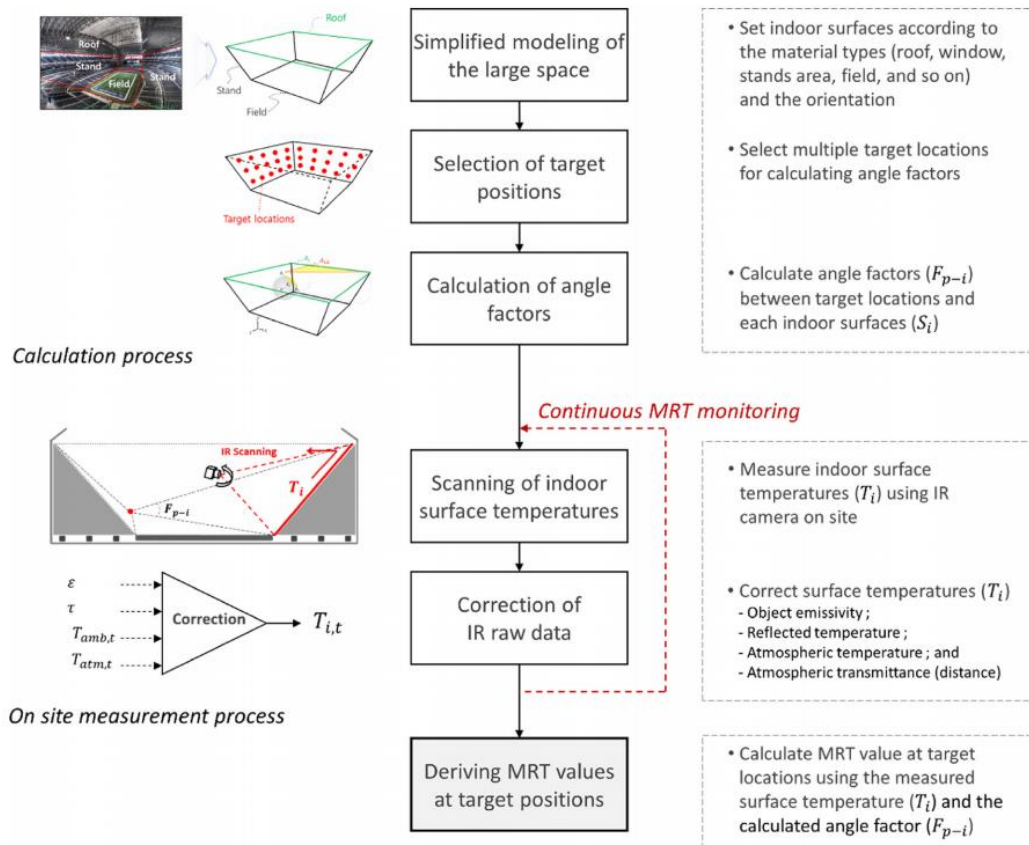 Roof
Stand
Stand
Field
Roof
Stand
Field
Simplified modeling of
the large space
• Set indoor surfaces according to
the material types (roof, window,
stands area, field, and so on)
and the orientation
Target locations
Selection of target
positions
• Select multiple target locations
for calculating angle factors
Calculation of angle
factors
• Calculate angle factors (F_{p−i})
between target locations and
each indoor surfaces (S_i)
Calculation process
Continuous MRT monitoring
IR Scanning
T_i
F_{p−i}
Scanning of indoor
surface temperatures
• Measure indoor surface
temperatures (T_i) using IR
camera on site
ε
τ
T_{amb,t}
T_{atm,t}
Correction
T_{i,t}
Correction of
IR raw data
• Correct surface temperatures (T_i)
- Object emissivity ;
- Reflected temperature ;
- Atmospheric temperature ; and
- Atmospheric transmittance (distance)
On site measurement process
Deriving MRT values
at target positions
• Calculate MRT value at target
locations using the measured
surface temperature (T_i) and the
calculated angle factor (F_{p−i})